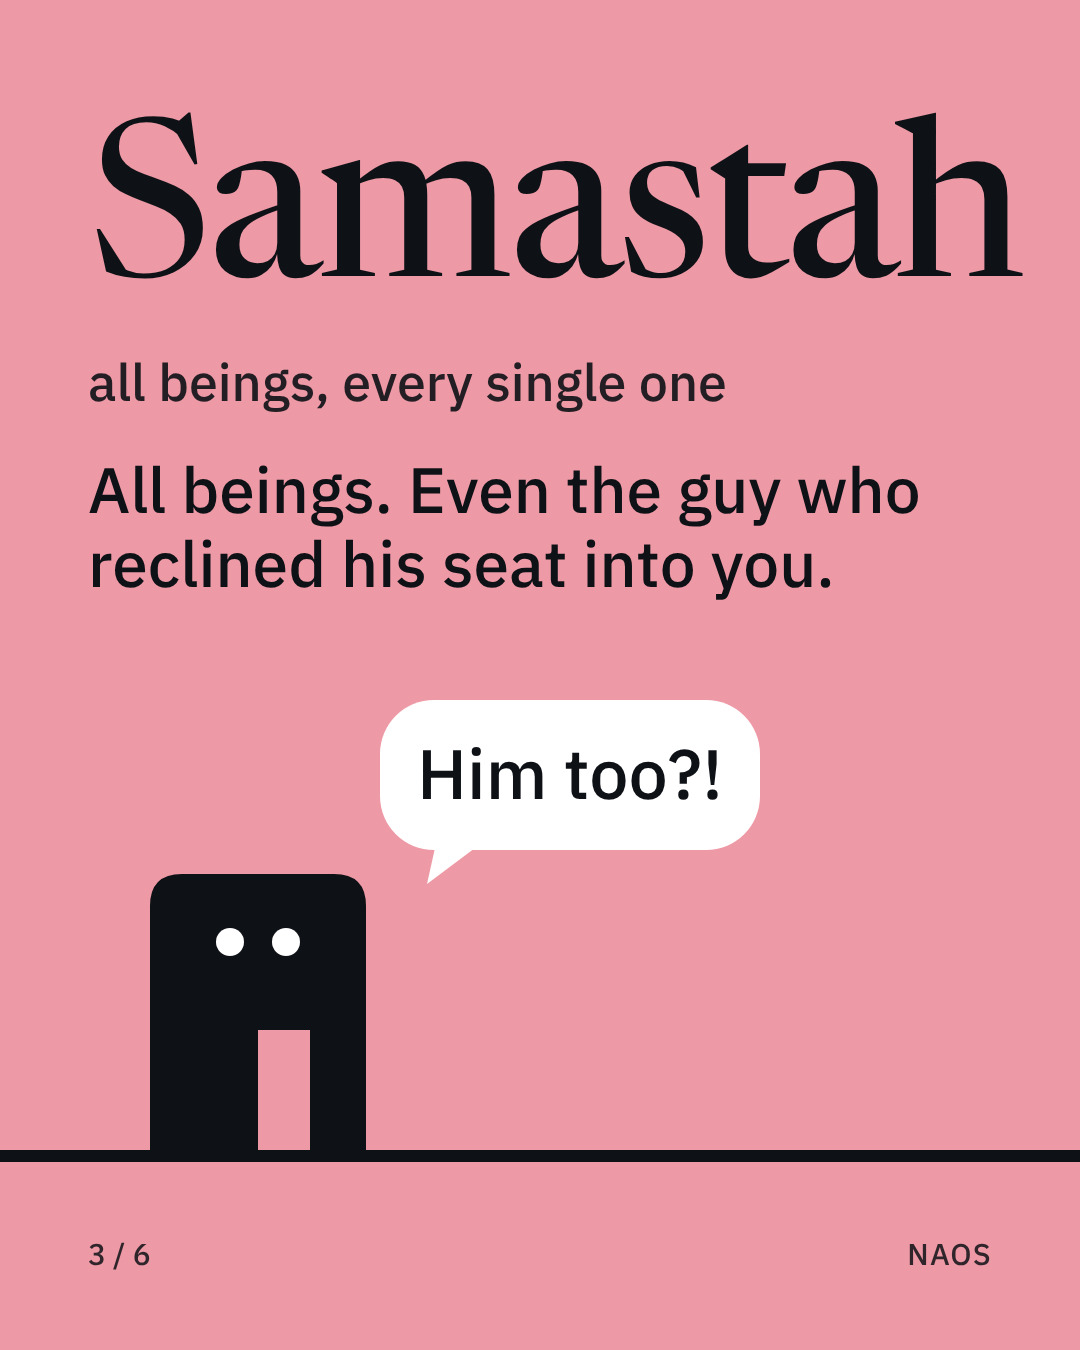 Samastah
all beings, every single one
All beings. Even the guy who
reclined his seat into you.
Him too?!
3 / 6
NAOS